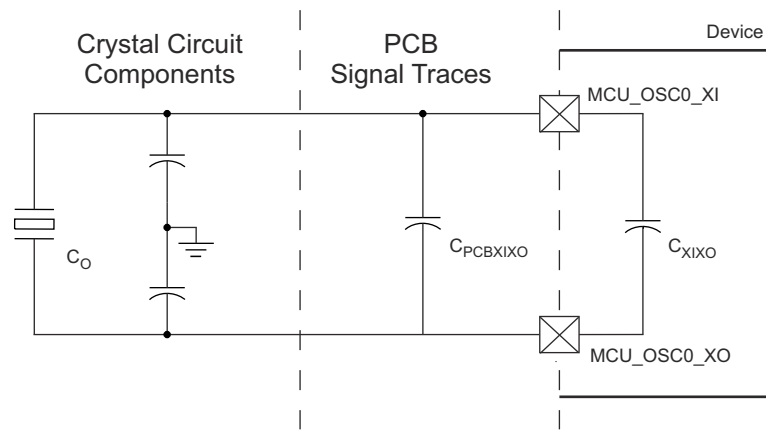 Crystal Circuit
Components
PCB
Signal Traces
Device
MCU_OSC0_XI
C_O
C_PCBXIXO
C_XIXO
MCU_OSC0_XO